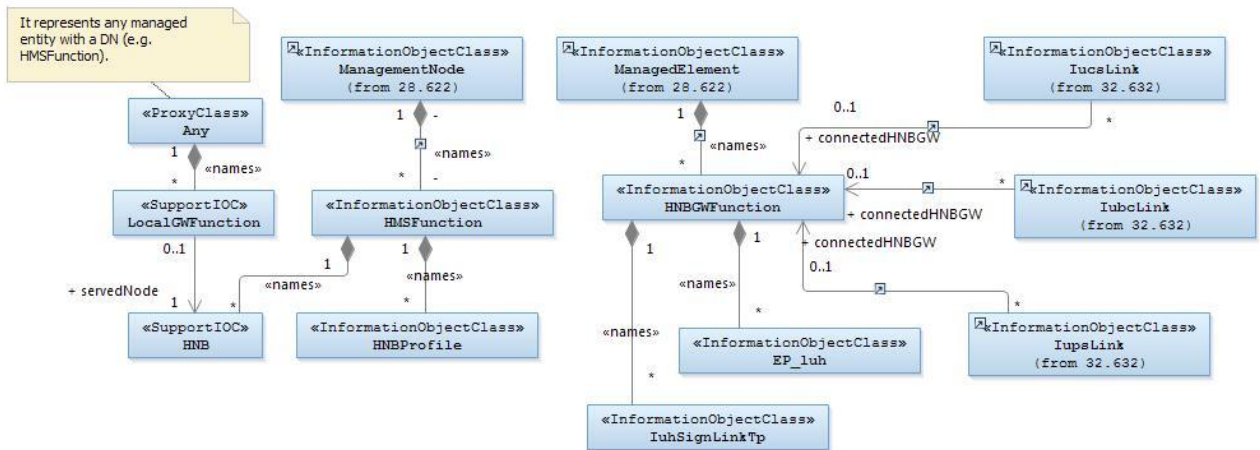 It represents any managed
entity with a DN (e.g.
HMSFunction).
«ProxyClass»
Any
1
«names»
*
«SupportIOC»
LocalGWFunction
0..1
+ servedNode
1
«SupportIOC»
HNB
«InformationObjectClass»
ManagementNode
(from 28.622)
1
-
«names»
*
-
«InformationObjectClass»
HMSFunction
1
«names»
*
1
«names»
*
«InformationObjectClass»
HNBProfile
«InformationObjectClass»
ManagedElement
(from 28.622)
1
«names»
*
«InformationObjectClass»
HNBGWFunction
1
«names»
*
1
«names»
*
«InformationObjectClass»
EP_luh
«InformationObjectClass»
IuhSignLinkTp
«InformationObjectClass»
IucsLink
(from 32.632)
0..1
*
+ connectedHNBGW
0..1
*
+ connectedHNBGW
«InformationObjectClass»
IubcLink
(from 32.632)
+ connectedHNBGW
0..1
*
«InformationObjectClass»
IupsLink
(from 32.632)